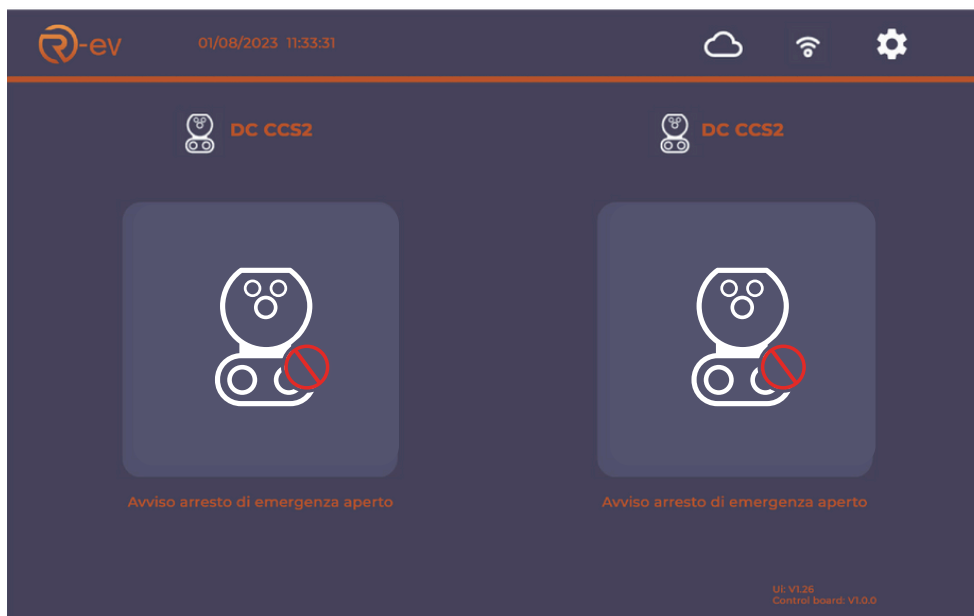 R-ev
01/08/2023 11:33:31
DC CCS2
DC CCS2
Avviso arresto di emergenza aperto
Avviso arresto di emergenza aperto
UI: V1.26
Control board: V1.0.0